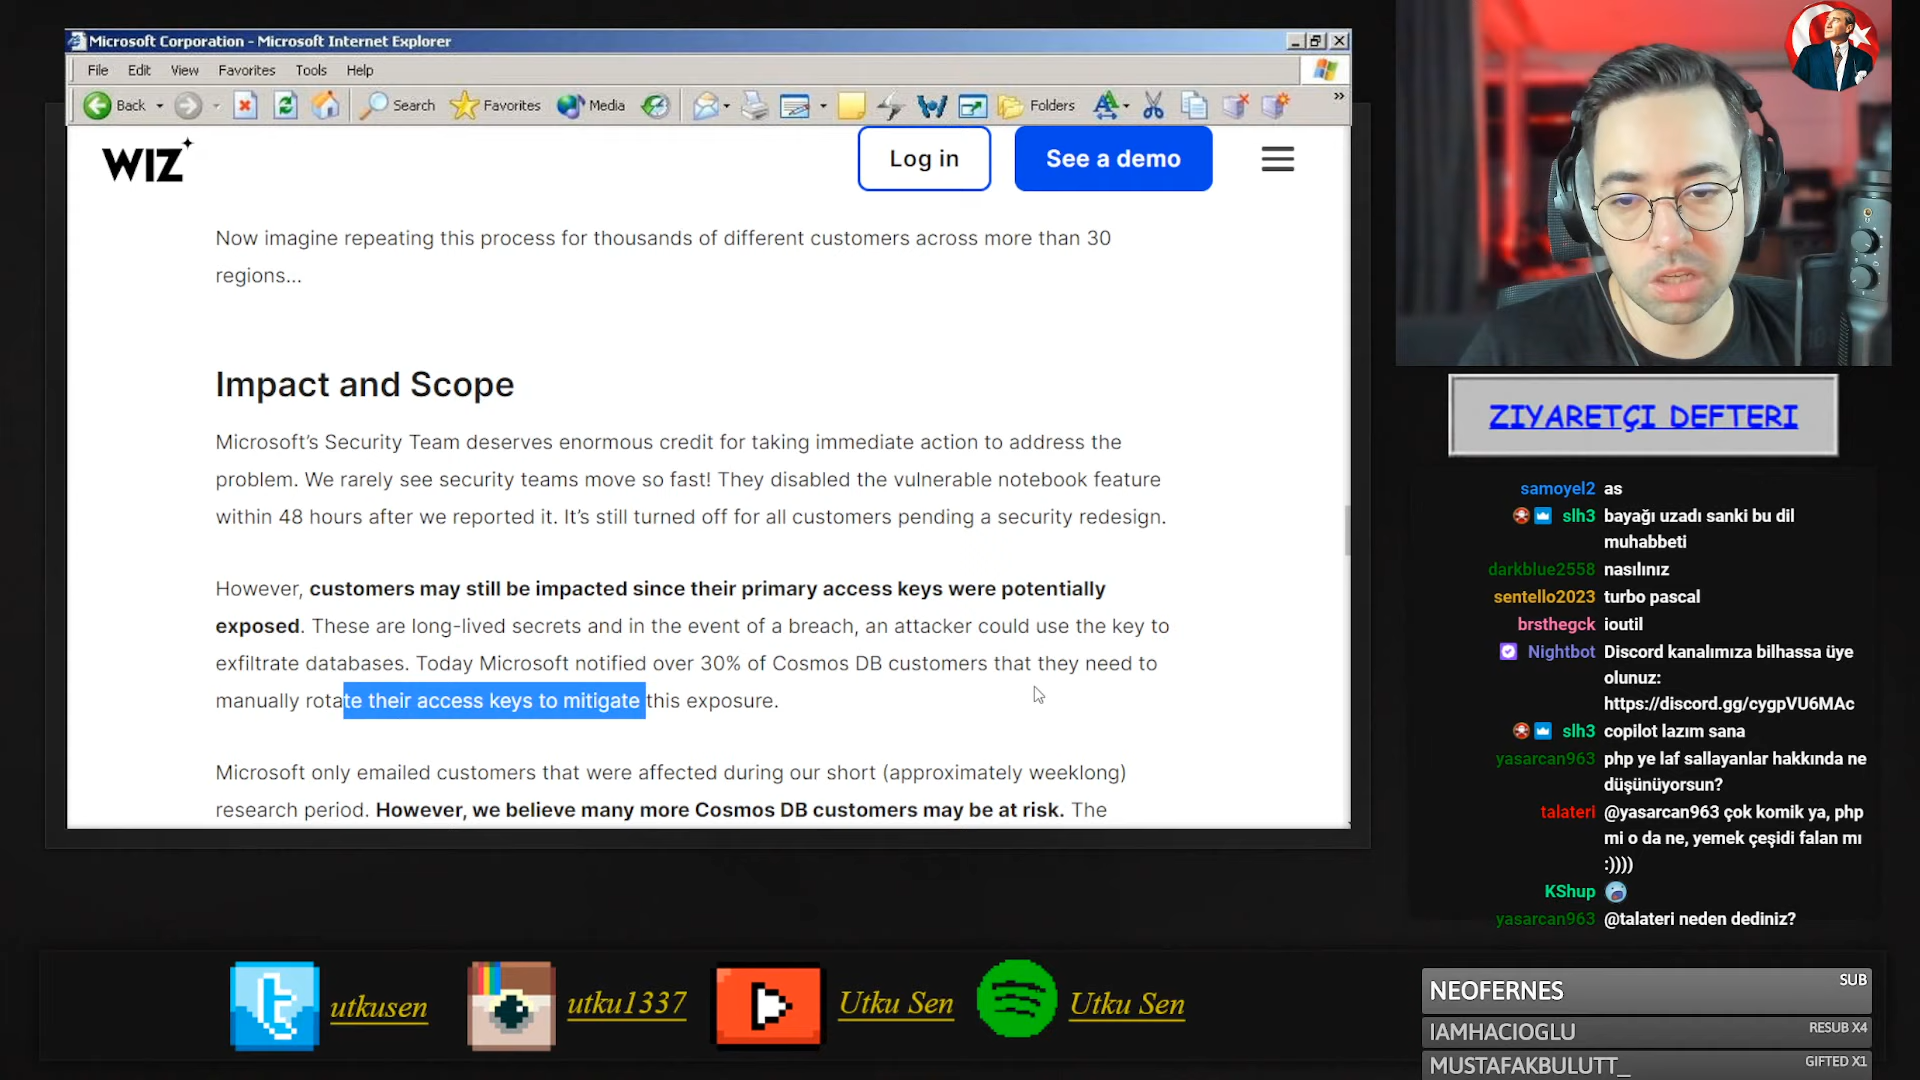 Microsoft Corporation - Microsoft Internet Explorer
File Edit View Favorites Tools Help
Back Search Favorites Media Folders
WIZ
Log in
See a demo
Now imagine repeating this process for thousands of different customers across more than 30
regions...
Impact and Scope
Microsoft's Security Team deserves enormous credit for taking immediate action to address the
problem. We rarely see security teams move so fast! They disabled the vulnerable notebook feature
within 48 hours after we reported it. It's still turned off for all customers pending a security redesign.
However, customers may still be impacted since their primary access keys were potentially
exposed. These are long-lived secrets and in the event of a breach, an attacker could use the key to
exfiltrate databases. Today Microsoft notified over 30% of Cosmos DB customers that they need to
manually rotate their access keys to mitigate this exposure.
Microsoft only emailed customers that were affected during our short (approximately weeklong)
research period. However, we believe many more Cosmos DB customers may be at risk. The
ZIYARETÇI DEFTERI
samoyel2 as
slh3 bayağı uzadı sanki bu dil
muhabbeti
darkblue2558 nasılınız
sentello2023 turbo pascal
brsthegck ioutil
Nightbot Discord kanalımıza bilhassa üye
olunuz:
https://discord.gg/cygpVU6MAc
slh3 copilot lazım sana
yasarcan963 php ye laf sallayanlar hakkında ne
düşünüyorsun?
talateri @yasarcan963 çok komik ya, php
mi o da ne, yemek çeşidi falan mı
:))))
KShup
yasarcan963 @talateri neden dediniz?
utkusen
utku1337
Utku Sen
Utku Sen
NEOFERNES SUB
IAMHACIOGLU RESUB X4
MUSTAFAKBULUTT_ GIFTED X1